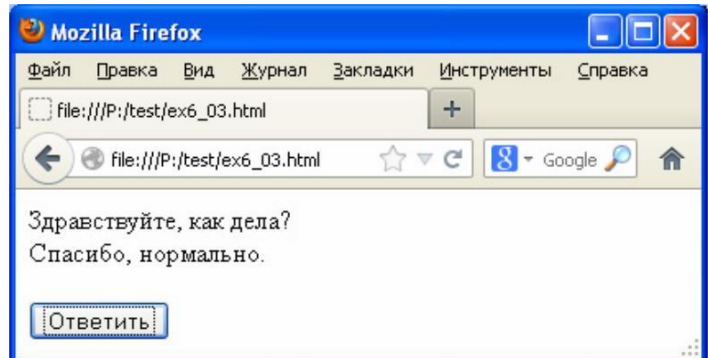 Mozilla Firefox
Файл Правка Вид Журнал Закладки Инструменты Справка
file:///P:/test/ex6_03.html +
file:///P:/test/ex6_03.html 8 Google
Здравствуйте, как дела?
Спасибо, нормально.
Ответить